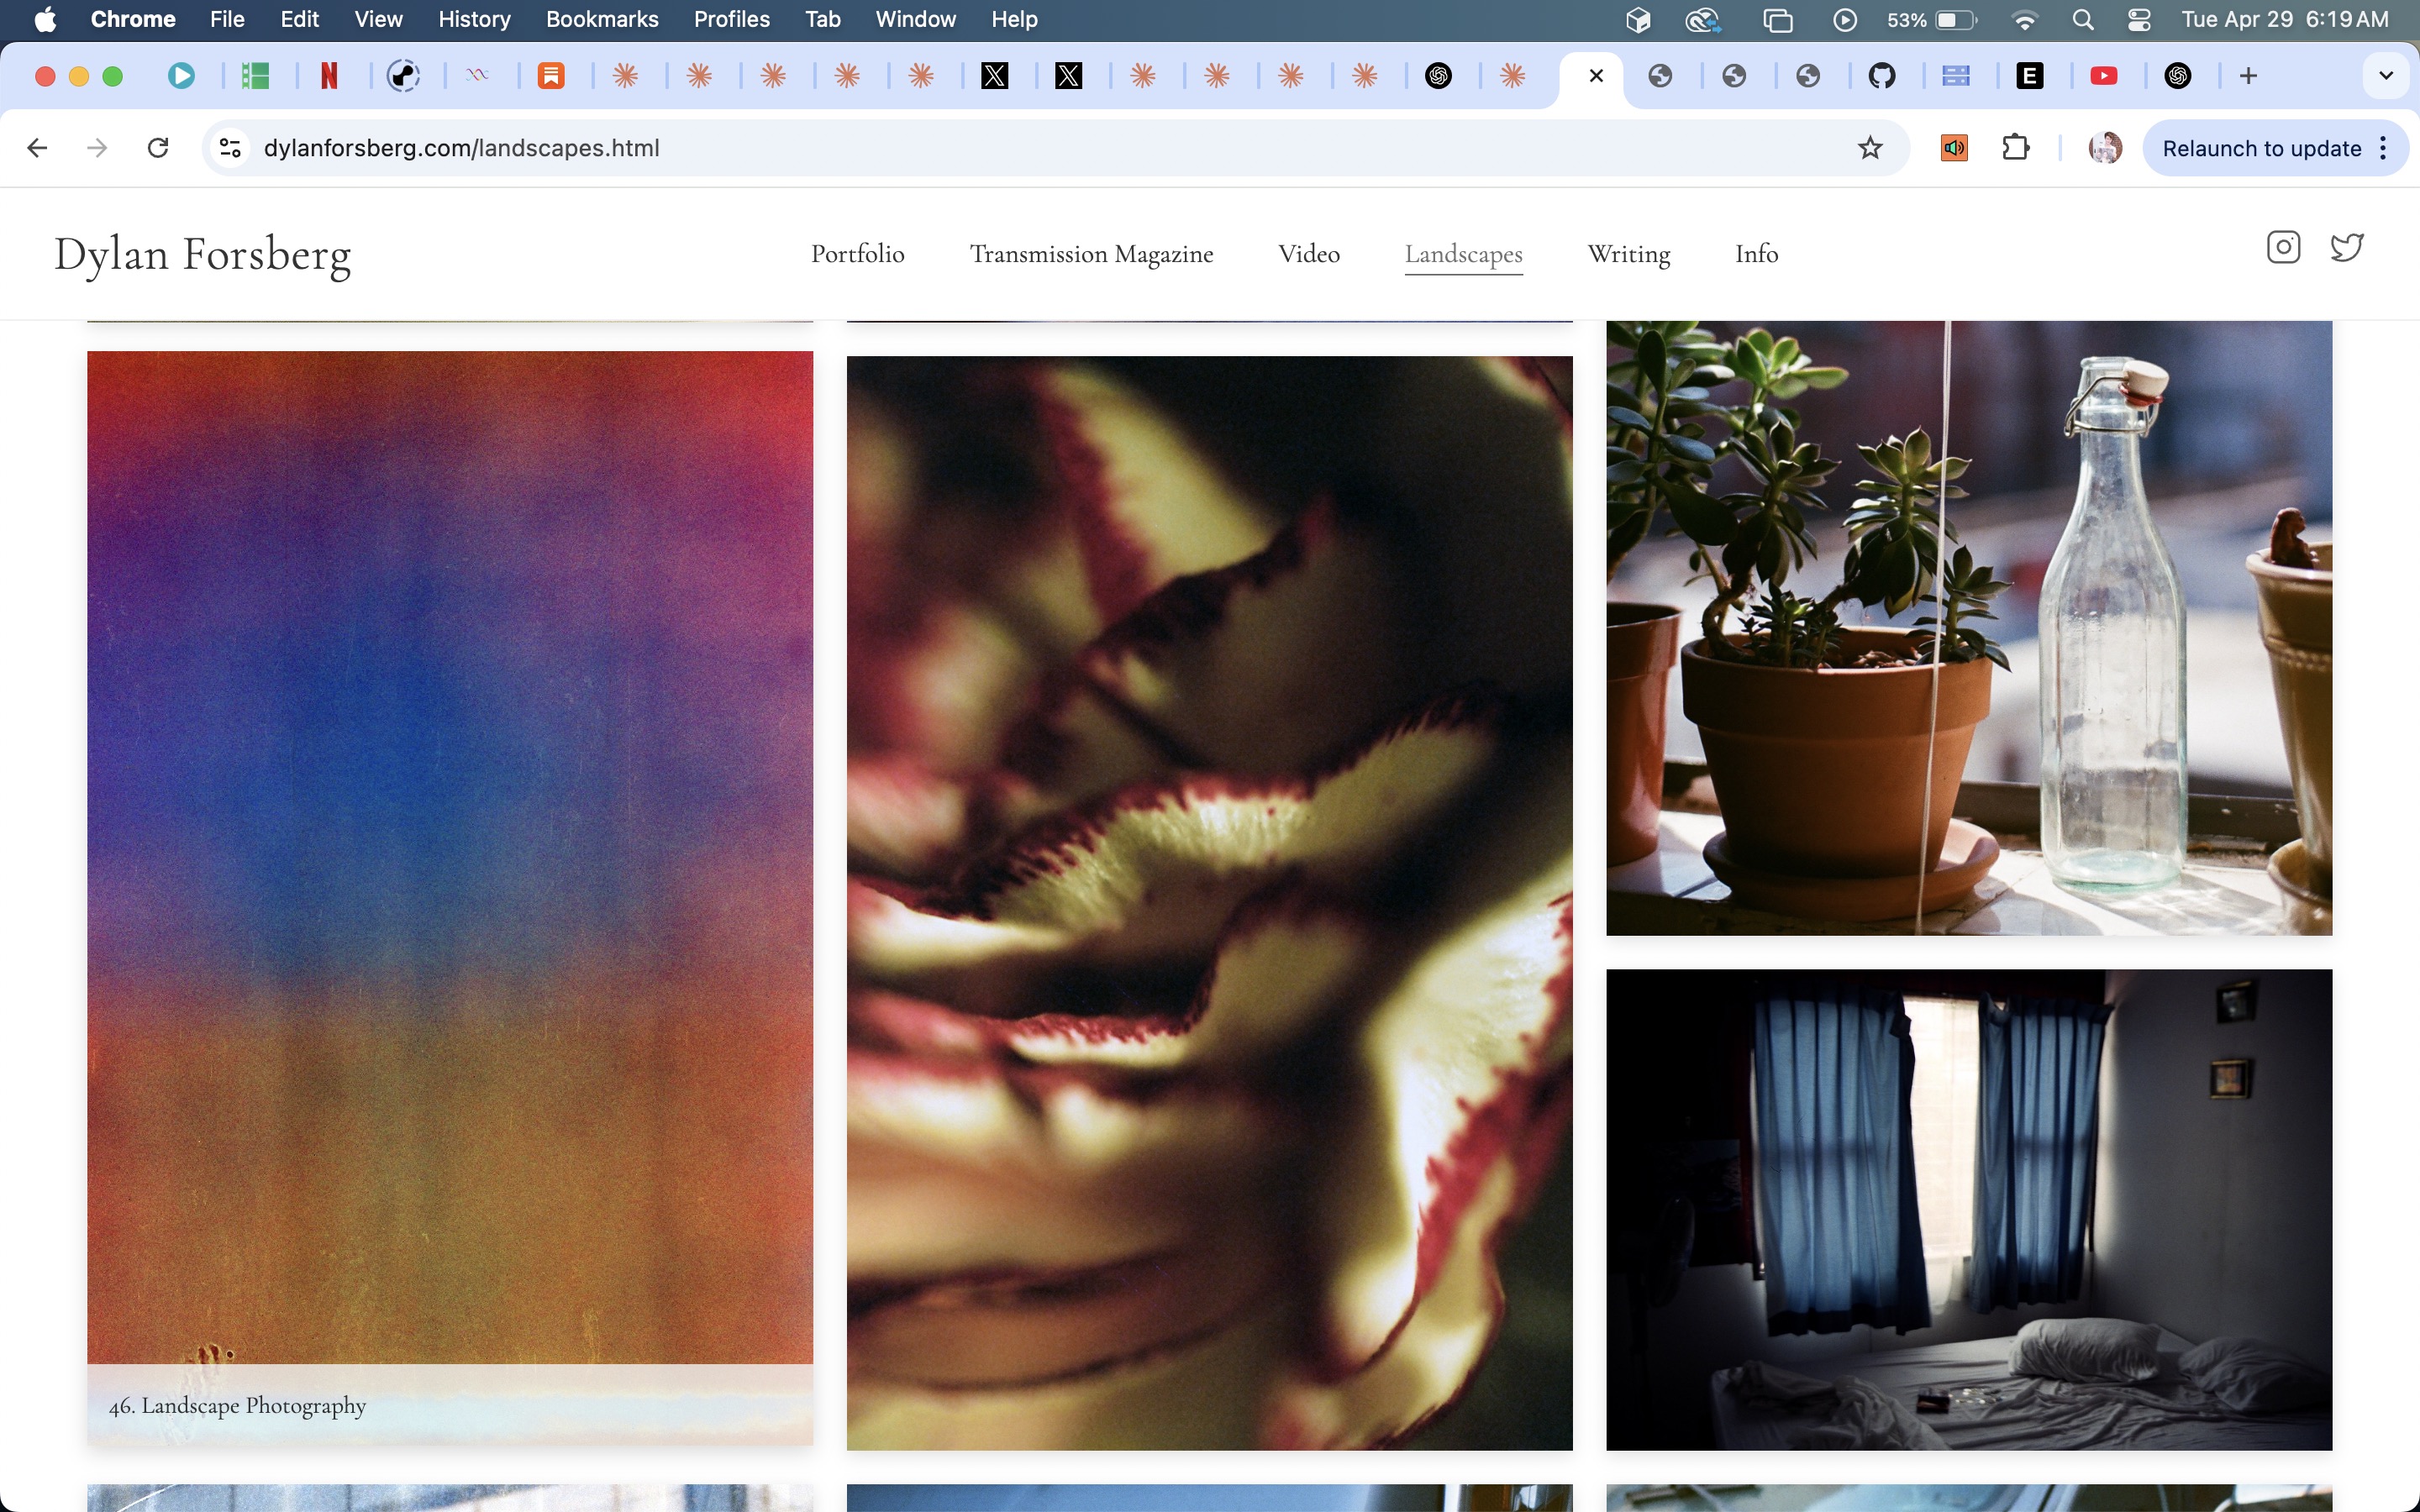 Chrome File Edit View History Bookmarks Profiles Tab Window Help 53% Tue Apr 29 6:19 AM
dylanforsberg.com/landscapes.html Relaunch to update
Dylan Forsberg Portfolio Transmission Magazine Video Landscapes Writing Info
46. Landscape Photography